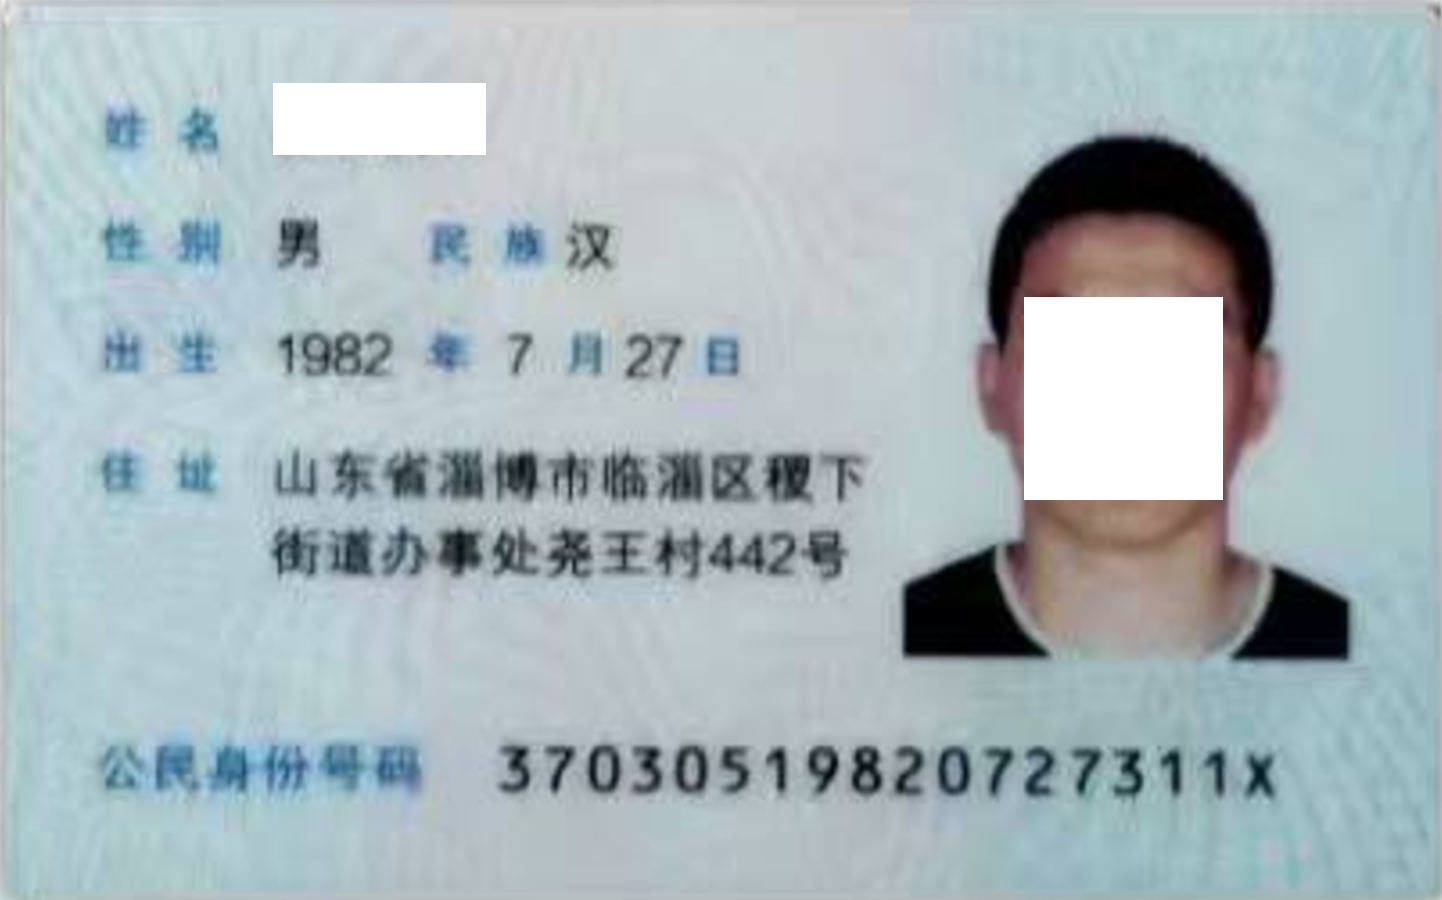 姓名
性别 男 民族 汉
出生 1982 年 7 月 27 日
住址 山东省淄博市临淄区稷下
街道办事处尧王村442号
公民身份号码 37030519820727311X